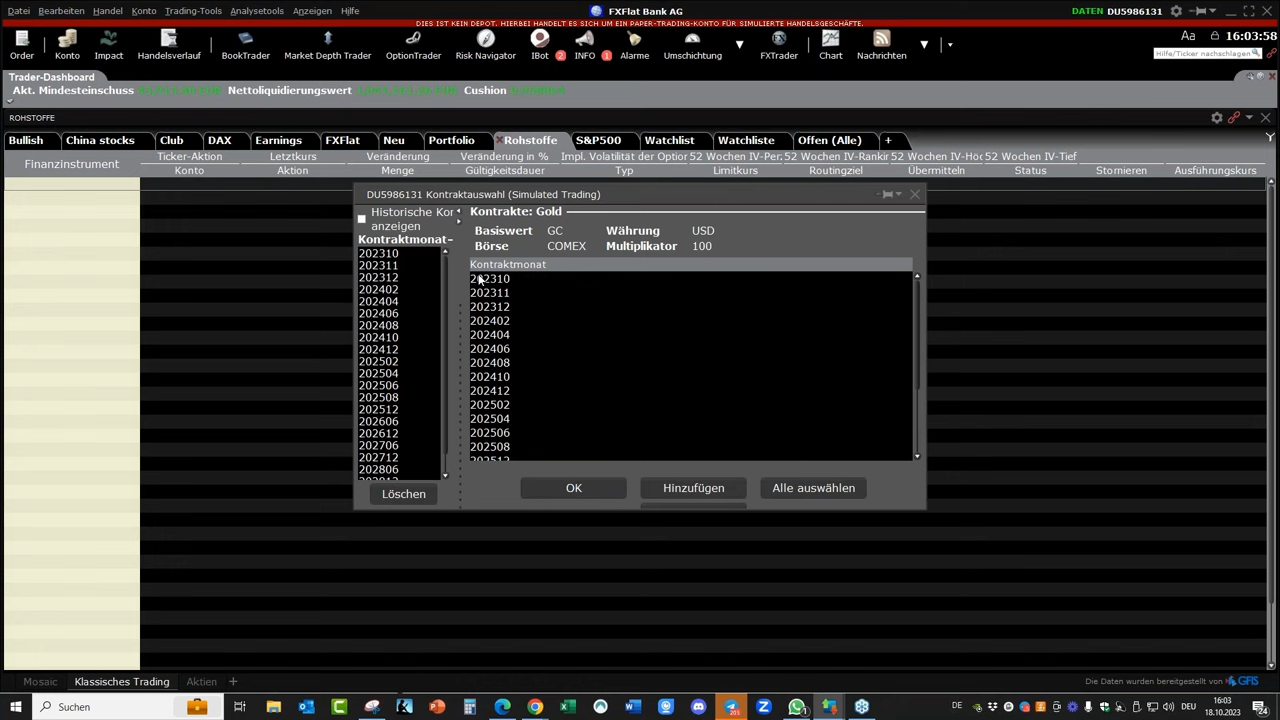 Datei Bearbeiten Handel Konto Trading-Tools Analysetools Anzeigen Hilfe
FXFlat Bank AG
DATEN DU5986131
DIES IST KEIN DEPOT. HIERBEI HANDELT ES SICH UM EIN PAPER-TRADING-KONTO FÜR SIMULIERTE HANDELSGESCHÄFTE.
Order Konto Impact Handelsverlauf BookTrader Market Depth Trader OptionTrader Risk Navigator IBot 2 INFO 1 Alarme Umschichtung FXTrader Chart Nachrichten
Aa 16:03:58
Hilfe/Ticker nachschlagen
Trader-Dashboard
Akt. Mindesteinschuss Nettoliquidierungswert Cushion
ROHSTOFFE
Bullish China stocks Club DAX Earnings FXFlat Neu Portfolio Rohstoffe S&P500 Watchlist Watchliste Offen (Alle) +
Finanzinstrument
Ticker-Aktion Letztkurs Veränderung Veränderung in % Impl. Volatilität der Option 52 Wochen IV-Per. 52 Wochen IV-Rankin 52 Wochen IV-Hoc 52 Wochen IV-Tief
Konto Aktion Menge Gültigkeitsdauer Typ Limitkurs Routingziel Übermitteln Status Stornieren Ausführungskurs
DU5986131 Kontraktauswahl (Simulated Trading)
Historische Kor
anzeigen
Kontraktmonat
202310
202311
202312
202402
202404
202406
202408
202410
202412
202502
202504
202506
202508
202512
202606
202612
202706
202712
202806
202812
Löschen
Kontrakte: Gold
Basiswert GC Währung USD
Börse COMEX Multiplikator 100
Kontraktmonat
202310
202311
202312
202402
202404
202406
202408
202410
202412
202502
202504
202506
202508
202512
OK Hinzufügen Alle auswählen
Mosaic Klassisches Trading Aktien +
Die Daten wurden bereitgestellt von GFIS
Suchen
DE
16:03
18.10.2023